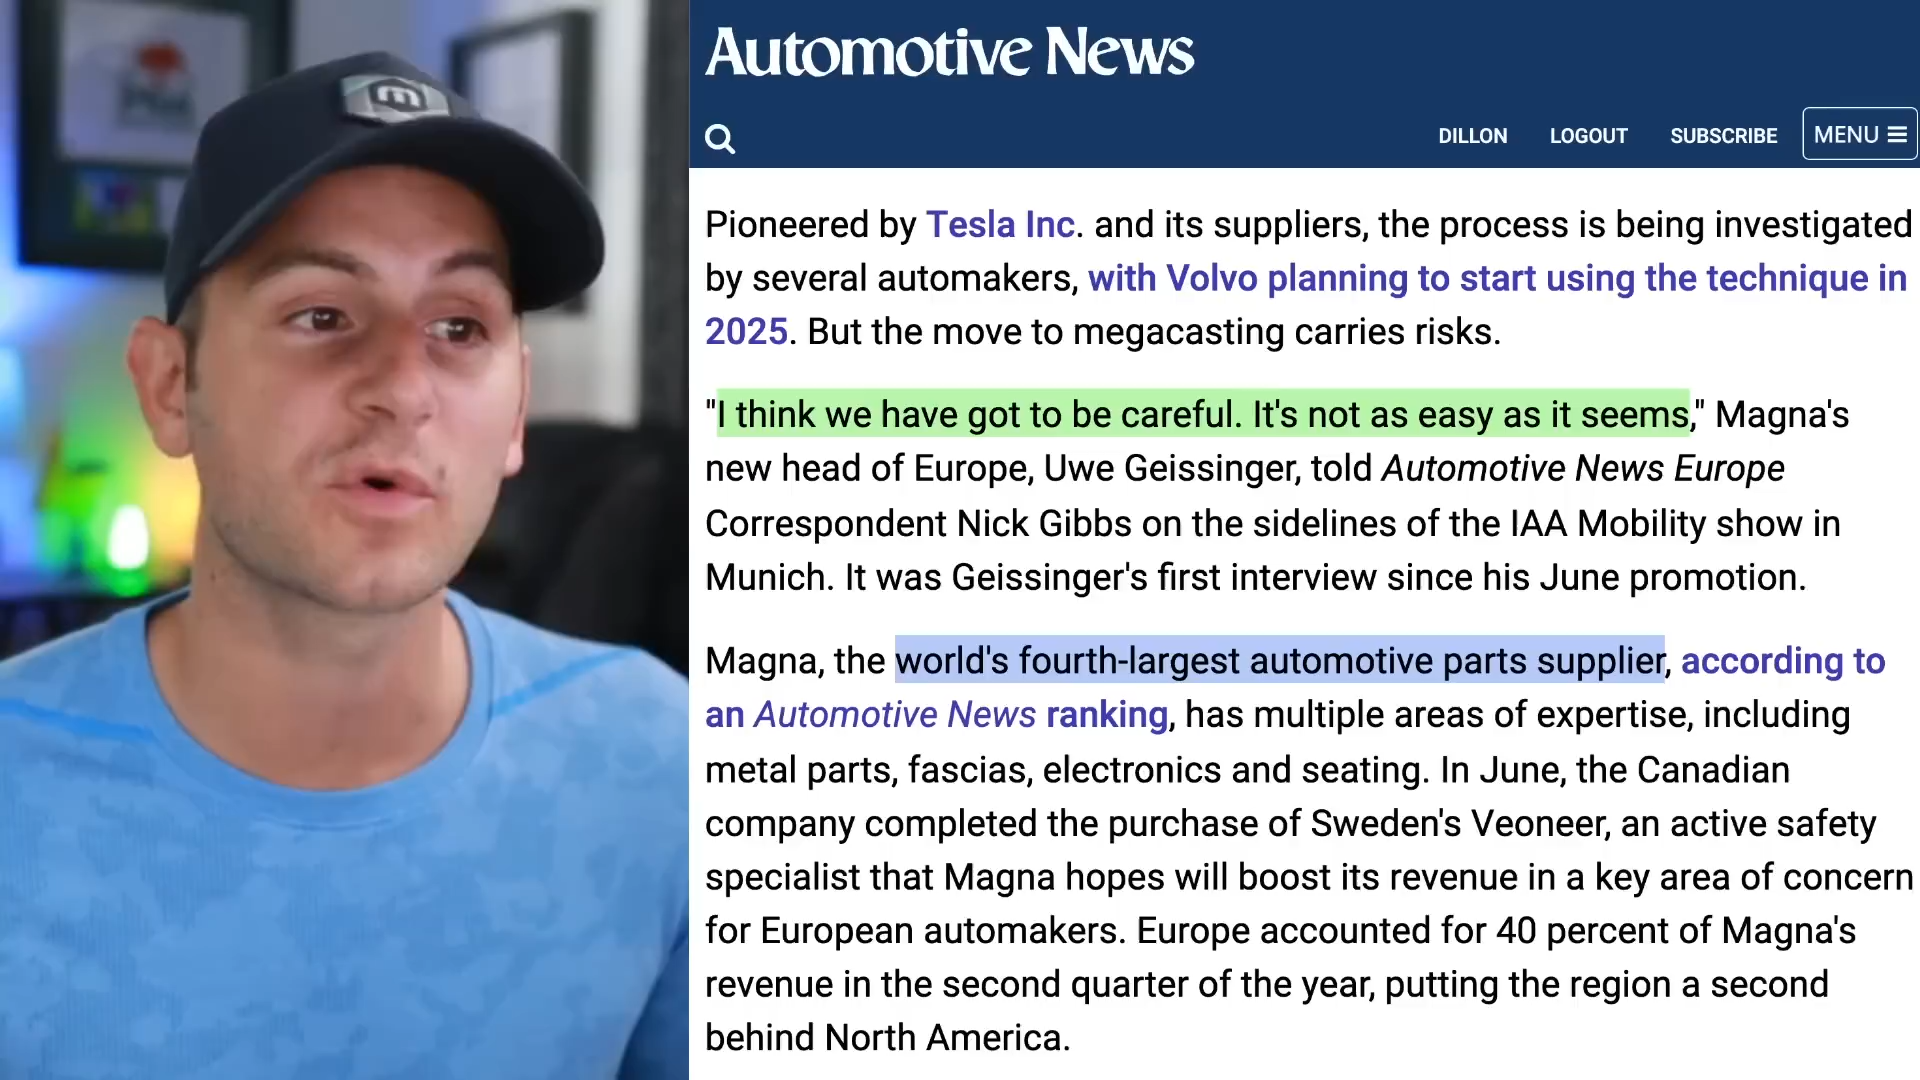 m
Automotive News
DILLON LOGOUT SUBSCRIBE MENU
Pioneered by Tesla Inc. and its suppliers, the process is being investigated
by several automakers, with Volvo planning to start using the technique in
2025. But the move to megacasting carries risks.
"I think we have got to be careful. It's not as easy as it seems," Magna's
new head of Europe, Uwe Geissinger, told Automotive News Europe
Correspondent Nick Gibbs on the sidelines of the IAA Mobility show in
Munich. It was Geissinger's first interview since his June promotion.
Magna, the world's fourth-largest automotive parts supplier, according to
an Automotive News ranking, has multiple areas of expertise, including
metal parts, fascias, electronics and seating. In June, the Canadian
company completed the purchase of Sweden's Veoneer, an active safety
specialist that Magna hopes will boost its revenue in a key area of concern
for European automakers. Europe accounted for 40 percent of Magna's
revenue in the second quarter of the year, putting the region a second
behind North America.